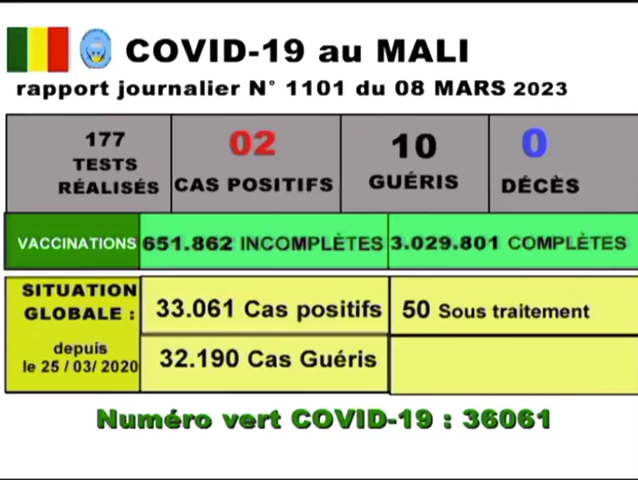 COVID-19 au MALI
rapport journalier N° 1101 du 08 MARS 2023
177
TESTS
RÉALISÉS
02
CAS POSITIFS
10
GUÉRIS
0
DÉCÈS
VACCINATIONS
651.862 INCOMPLÈTES
3.029.801 COMPLÈTES
SITUATION
GLOBALE :
depuis
le 25 / 03/ 2020
33.061 Cas positifs
50 Sous traitement
32.190 Cas Guéris
Numéro vert COVID-19 : 36061